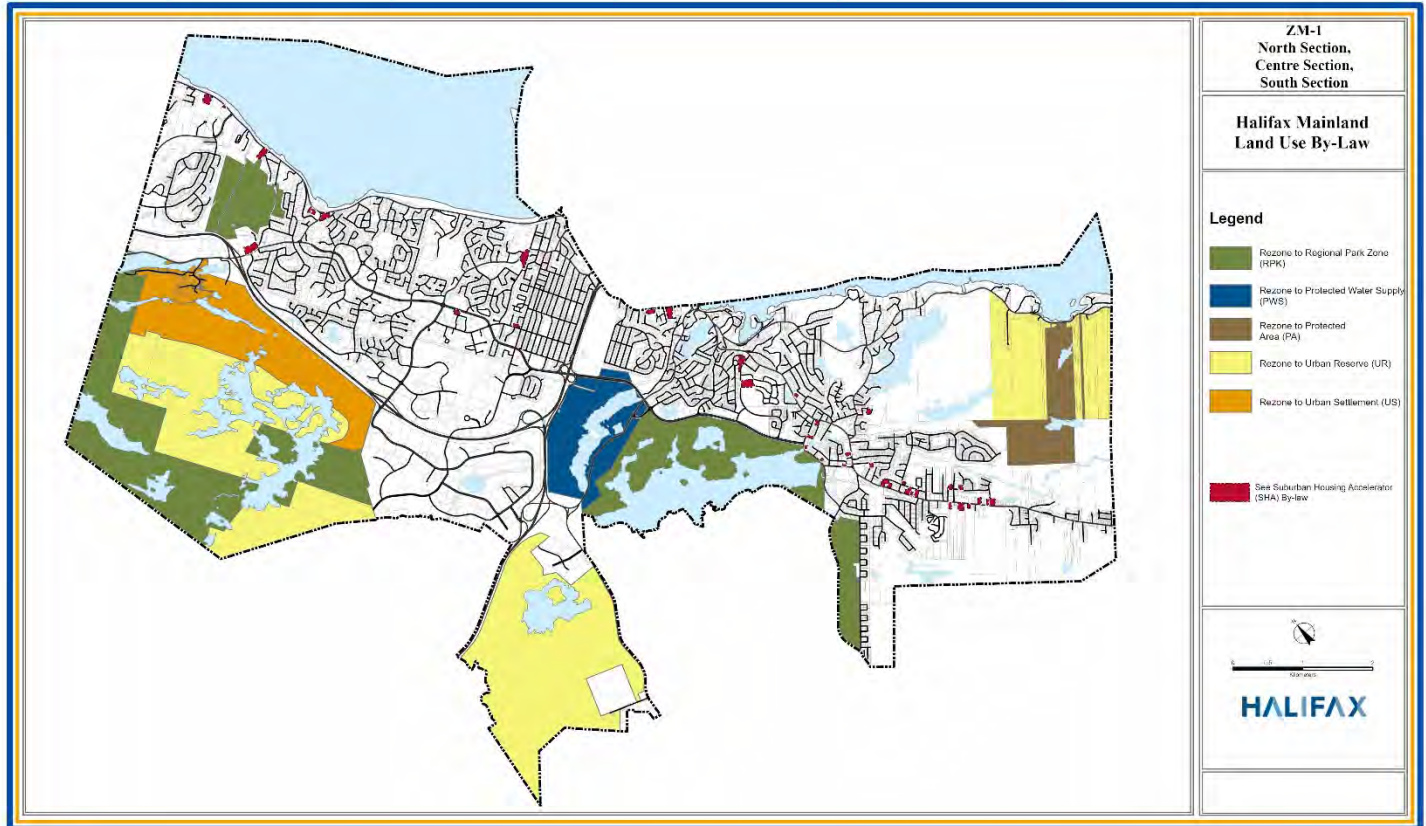 ZM-1
North Section,
Centre Section,
South Section
Halifax Mainland
Land Use By-Law
Legend
Rezone to Regional Park Zone
(RPK)
Rezone to Protected Water Supply
(PWS)
Rezone to Protected
Area (PA)
Rezone to Urban Reserve (UR)
Rezone to Urban Settlement (US)
See Suburban Housing Accelerator
(SHA) By-law
Kilometers
HALIFAX